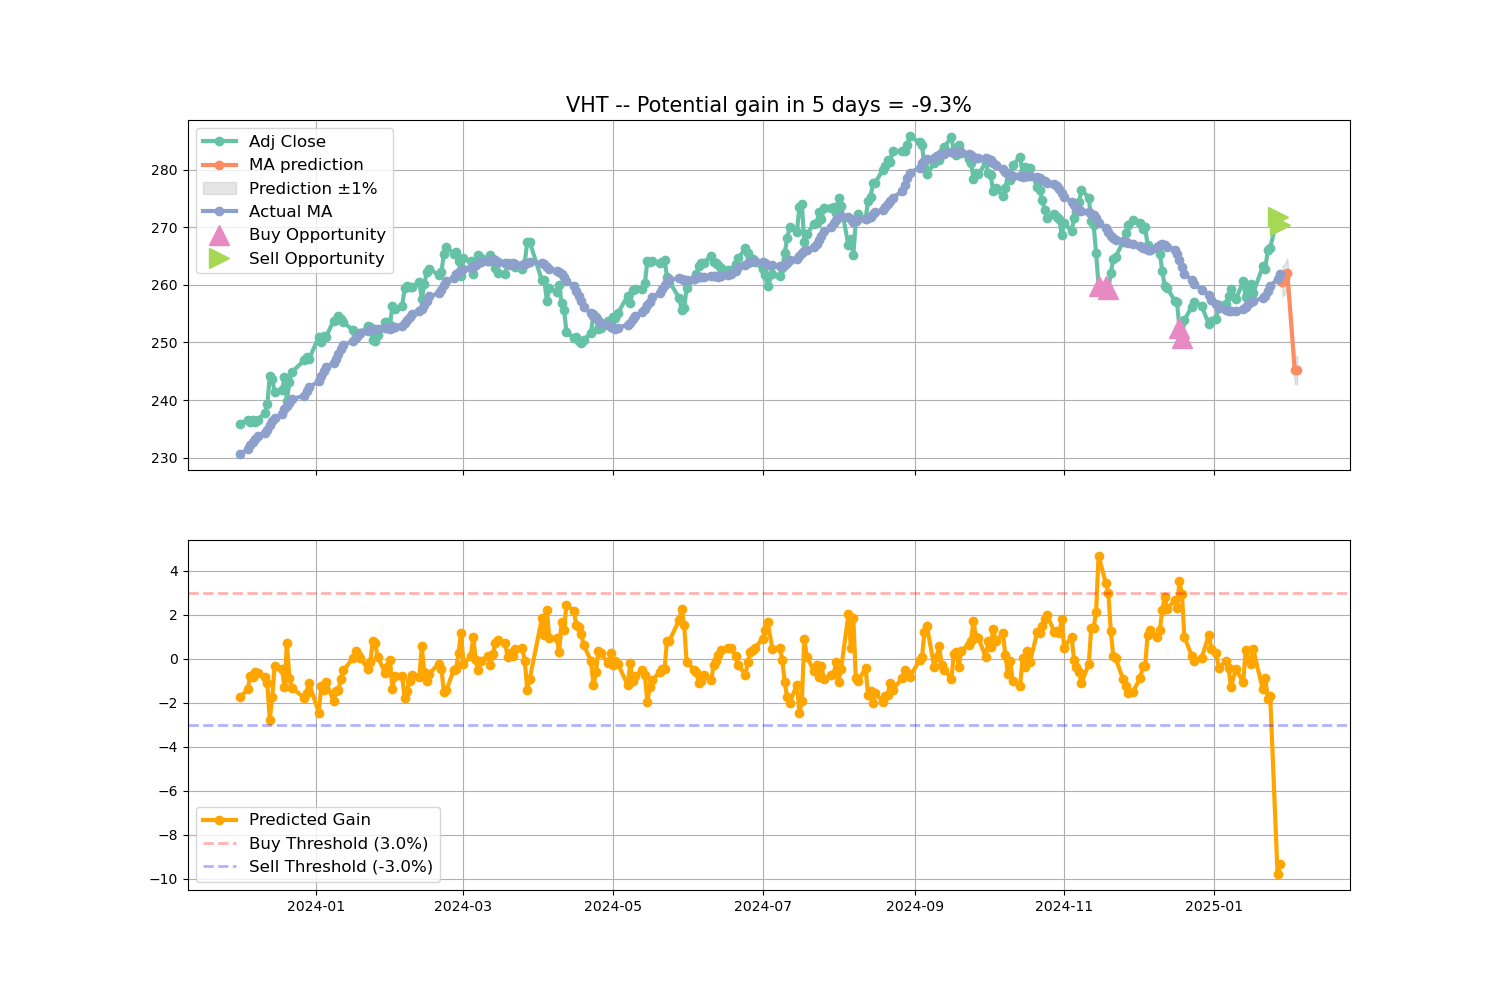 VHT -- Potential gain in 5 days = -9.3%
Adj Close
MA prediction
Prediction ±1%
Actual MA
Buy Opportunity
Sell Opportunity
280
270
260
250
240
230
4
2
0
−2
−4
−6
−8
−10
Predicted Gain
Buy Threshold (3.0%)
Sell Threshold (-3.0%)
2024-01 2024-03 2024-05 2024-07 2024-09 2024-11 2025-01